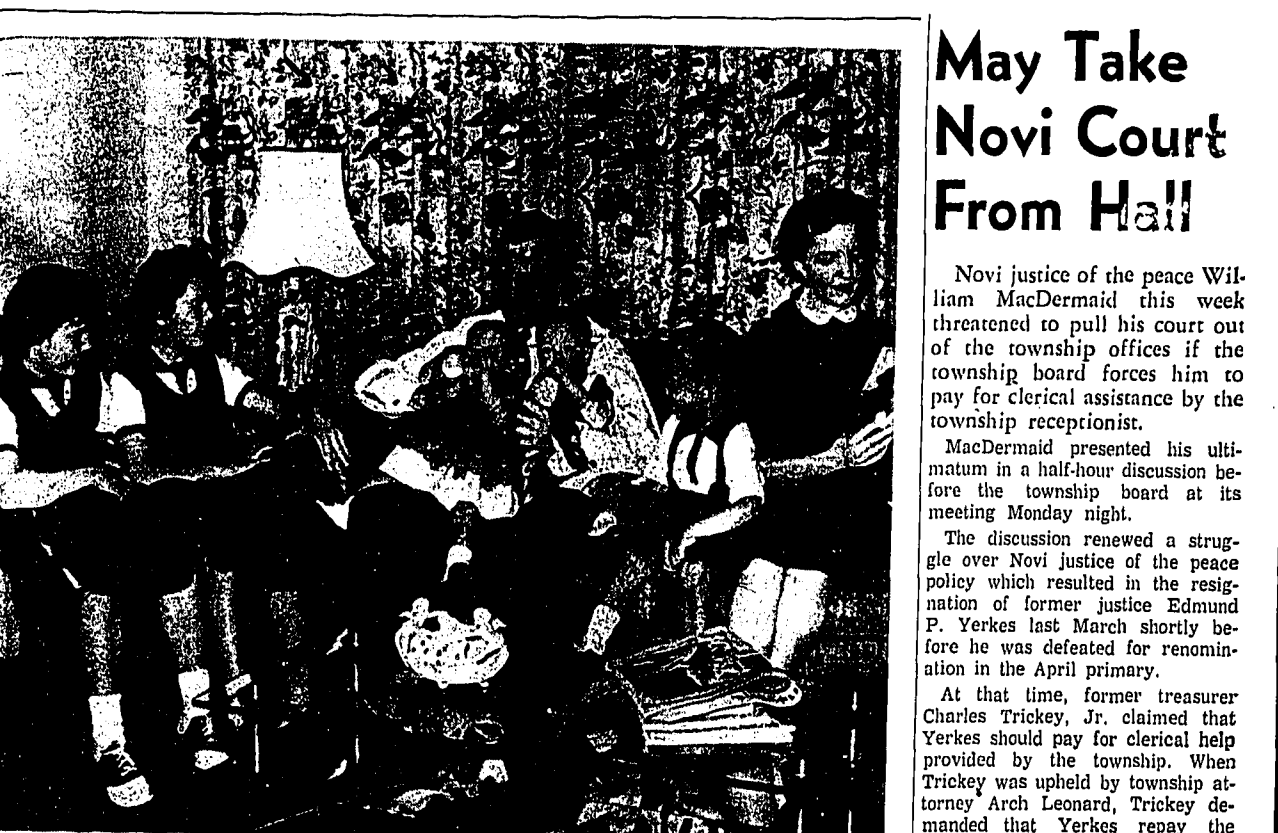 May Take
Novi Court
From Hall
Novi justice of the peace Wil-
liam MacDermaid this week
threatened to pull his court out
of the township offices if the
township board forces him to
pay for clerical assistance by the
township receptionist.
MacDermaid presented his ulti-
matum in a half-hour discussion be-
fore the township board at its
meeting Monday night.
The discussion renewed a strug-
gle over Novi justice of the peace
policy which resulted in the resig-
nation of former justice Edmund
P. Yerkes last March shortly be-
fore he was defeated for renomin-
ation in the April primary.
At that time, former treasurer
Charles Trickey, Jr. claimed that
Yerkes should pay for clerical help
provided by the township. When
Trickey was upheld by township at-
torney Arch Leonard, Trickey de-
manded that Yerkes repay the